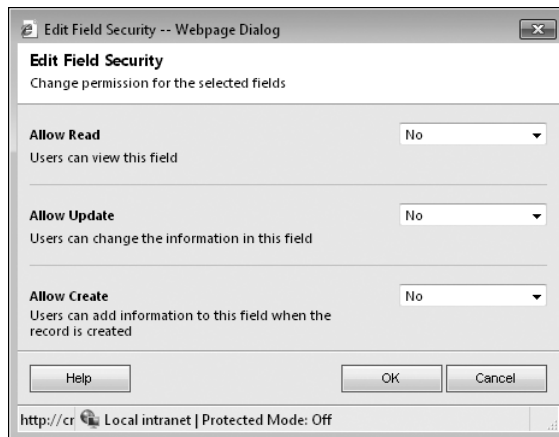 Edit Field Security -- Webpage Dialog
Edit Field Security
Change permission for the selected fields
Allow Read
No
Users can view this field
Allow Update
No
Users can change the information in this field
Allow Create
No
Users can add information to this field when the
record is created
Help
OK
Cancel
http://cr Local intranet | Protected Mode: Off